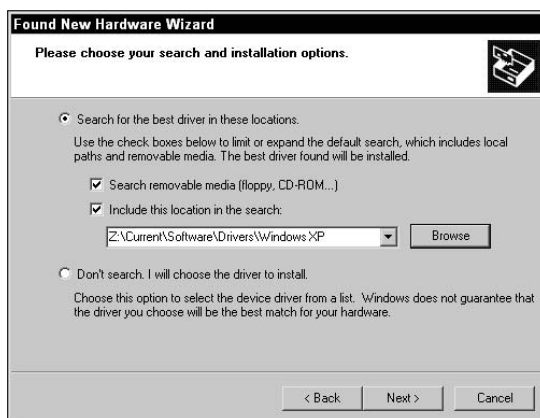 Found New Hardware Wizard
Please choose your search and installation options.
Search for the best driver in these locations.
Use the check boxes below to limit or expand the default search, which includes local
paths and removable media. The best driver found will be installed.
Search removable media (floppy, CD-ROM...)
Include this location in the search:
Z:\Current\Software\Drivers\Windows XP
Browse
Don't search. I will choose the driver to install.
Choose this option to select the device driver from a list. Windows does not guarantee that
the driver you choose will be the best match for your hardware.
< Back Next > Cancel